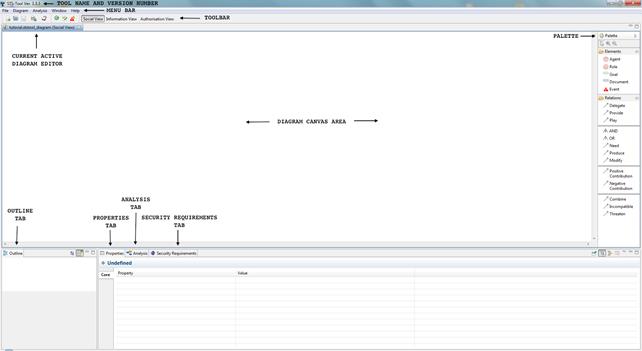 STS-Tool Ver. 1.3.1
TOOL NAME AND VERSION NUMBER
File Diagram Analysis Window Help
MENU BAR
Social View Information View Authorisation View
TOOLBAR
tutorial.ststool_diagram (Social View)
PALETTE
Palette
CURRENT ACTIVE
DIAGRAM EDITOR
Elements
Agent
Role
Goal
Document
Event
Relations
Delegate
Provide
Play
AND
OR
Need
Produce
Modify
Positive
Contribution
Negative
Contribution
Combine
Incompatible
Threaten
DIAGRAM CANVAS AREA
ANALYSIS
TAB
OUTLINE
TAB
PROPERTIES
TAB
SECURITY REQUIREMENTS
TAB
Outline
Properties Analysis Security Requirements
Undefined
Core
Property Value